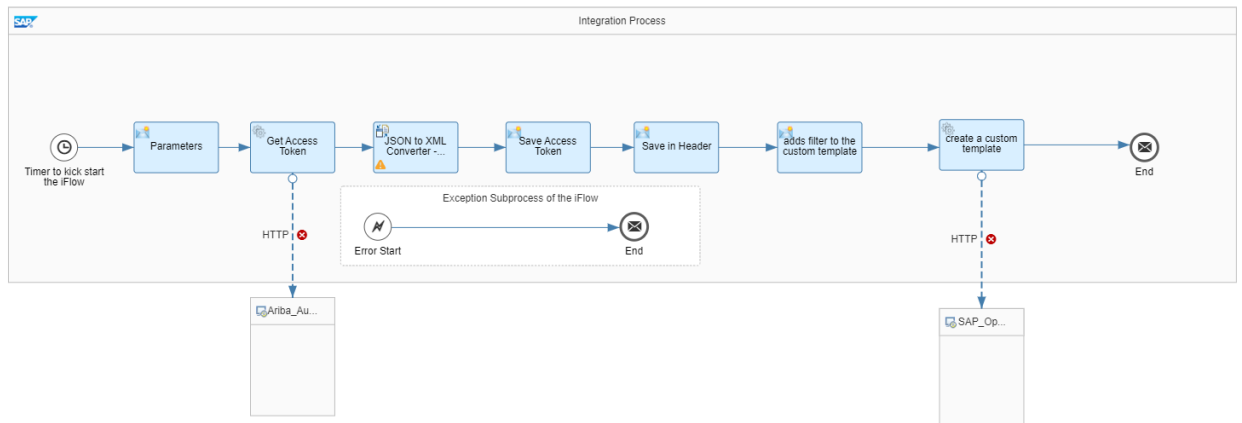 SAP
Integration Process
Timer to kick start
the iFlow
Parameters
Get Access
Token
JSON to XML
Converter -...
Save Access
Token
Save in Header
adds filter to the
custom template
create a custom
template
End
Exception Subprocess of the iFlow
Error Start
End
HTTP
HTTP
Ariba_Au...
SAP_Op...